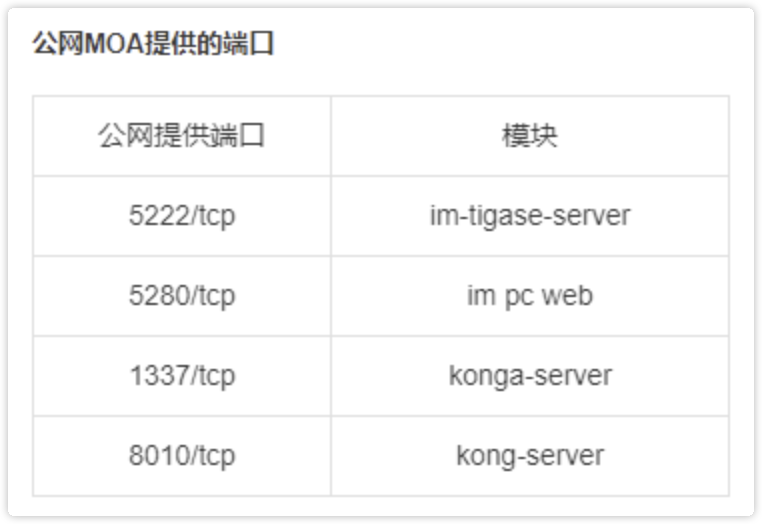 公网MOA提供的端口
公网提供端口 模块
5222/tcp im-tigase-server
5280/tcp im pc web
1337/tcp konga-server
8010/tcp kong-server